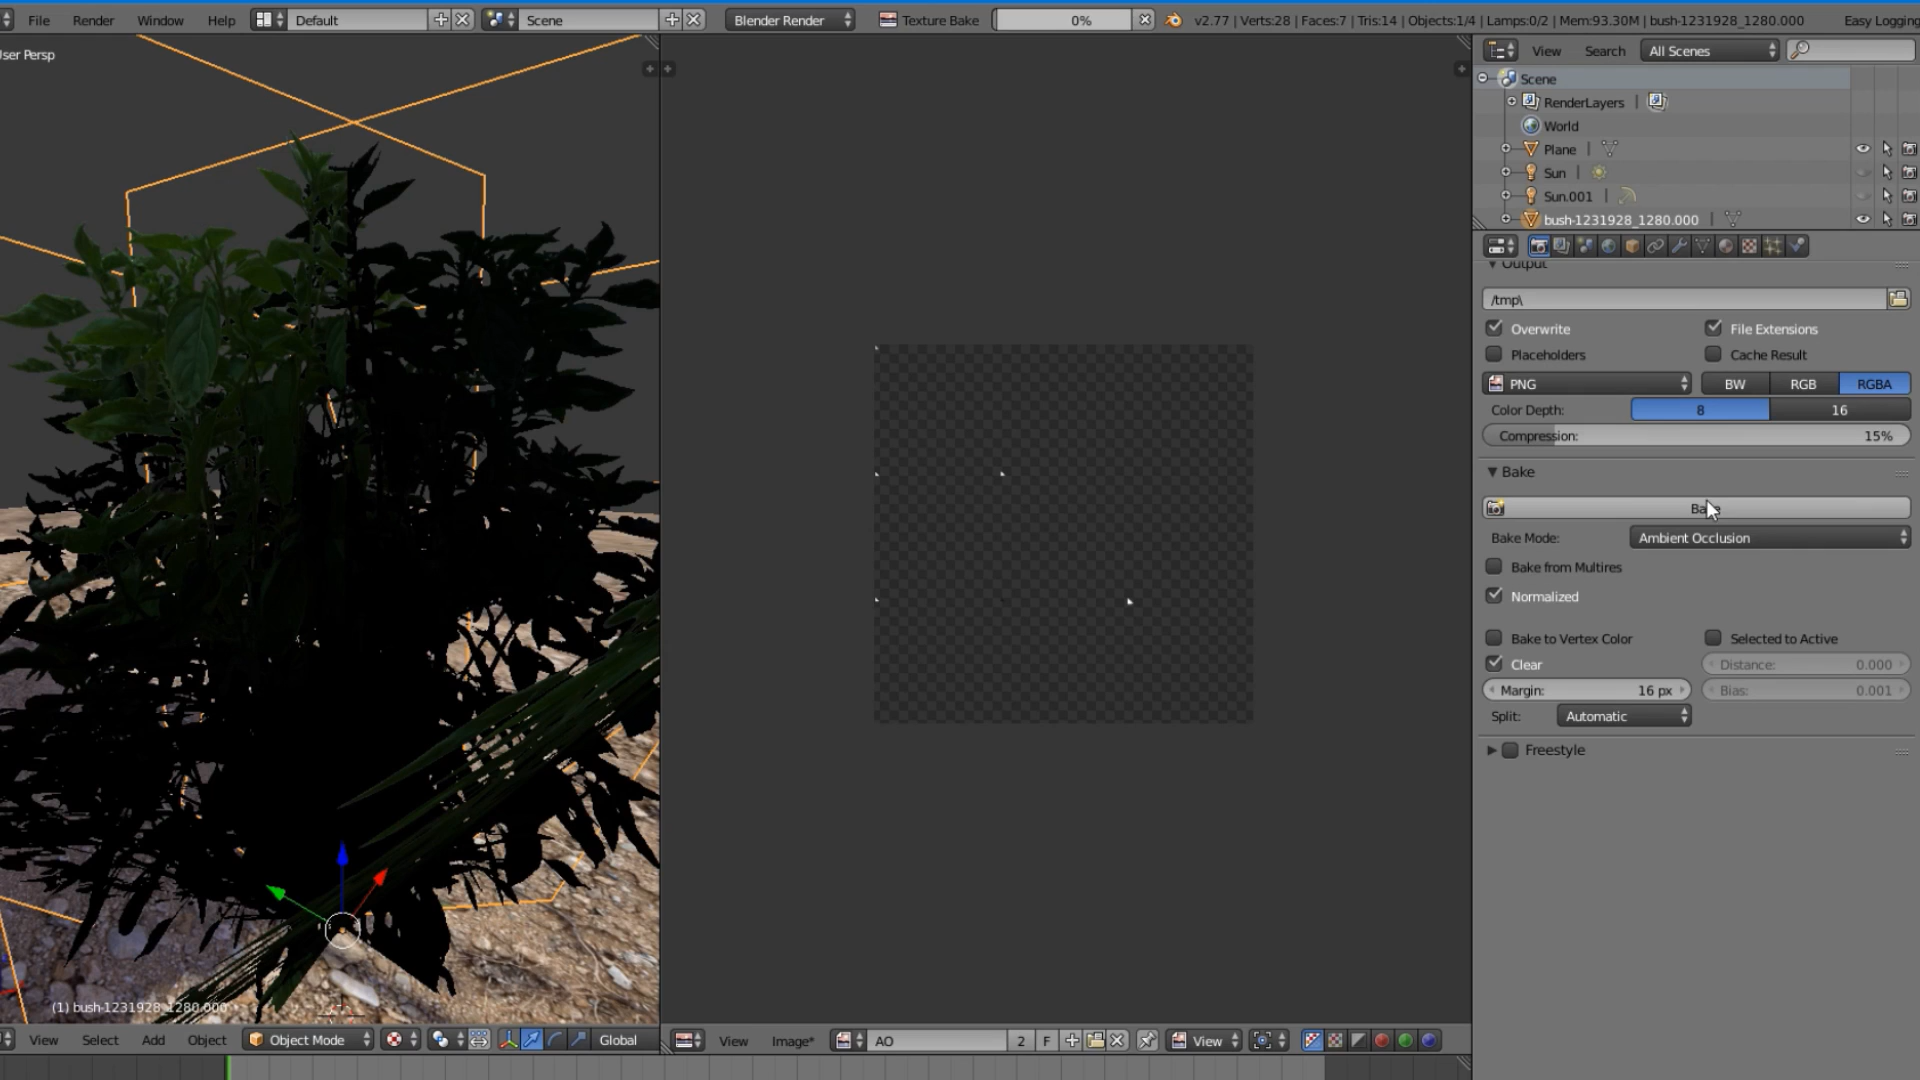 File Render Window Help Default Scene Blender Render Texture Bake 0% v2.77 | Verts:28 | Faces:7 | Tris:14 | Objects:1/4 | Lamps:0/2 | Mem:93.30M | bush-1231928_1280.000 Easy Logging
View Search All Scenes
Scene
RenderLayers
World
Plane
Sun
Sun.001
bush-1231928_1280.000
Output
/tmp\
Overwrite File Extensions
Placeholders Cache Result
PNG BW RGB RGBA
Color Depth: 8 16
Compression: 15%
Bake
Bake Mode: Ambient Occlusion
Bake from Multires
Normalized
Bake to Vertex Color Selected to Active
Clear Distance: 0.000
Margin: 16 px Bias: 0.001
Split: Automatic
Freestyle
(1) bush-1231928_1280.000
View Select Add Object Object Mode Global
View Image* AO 2 F View